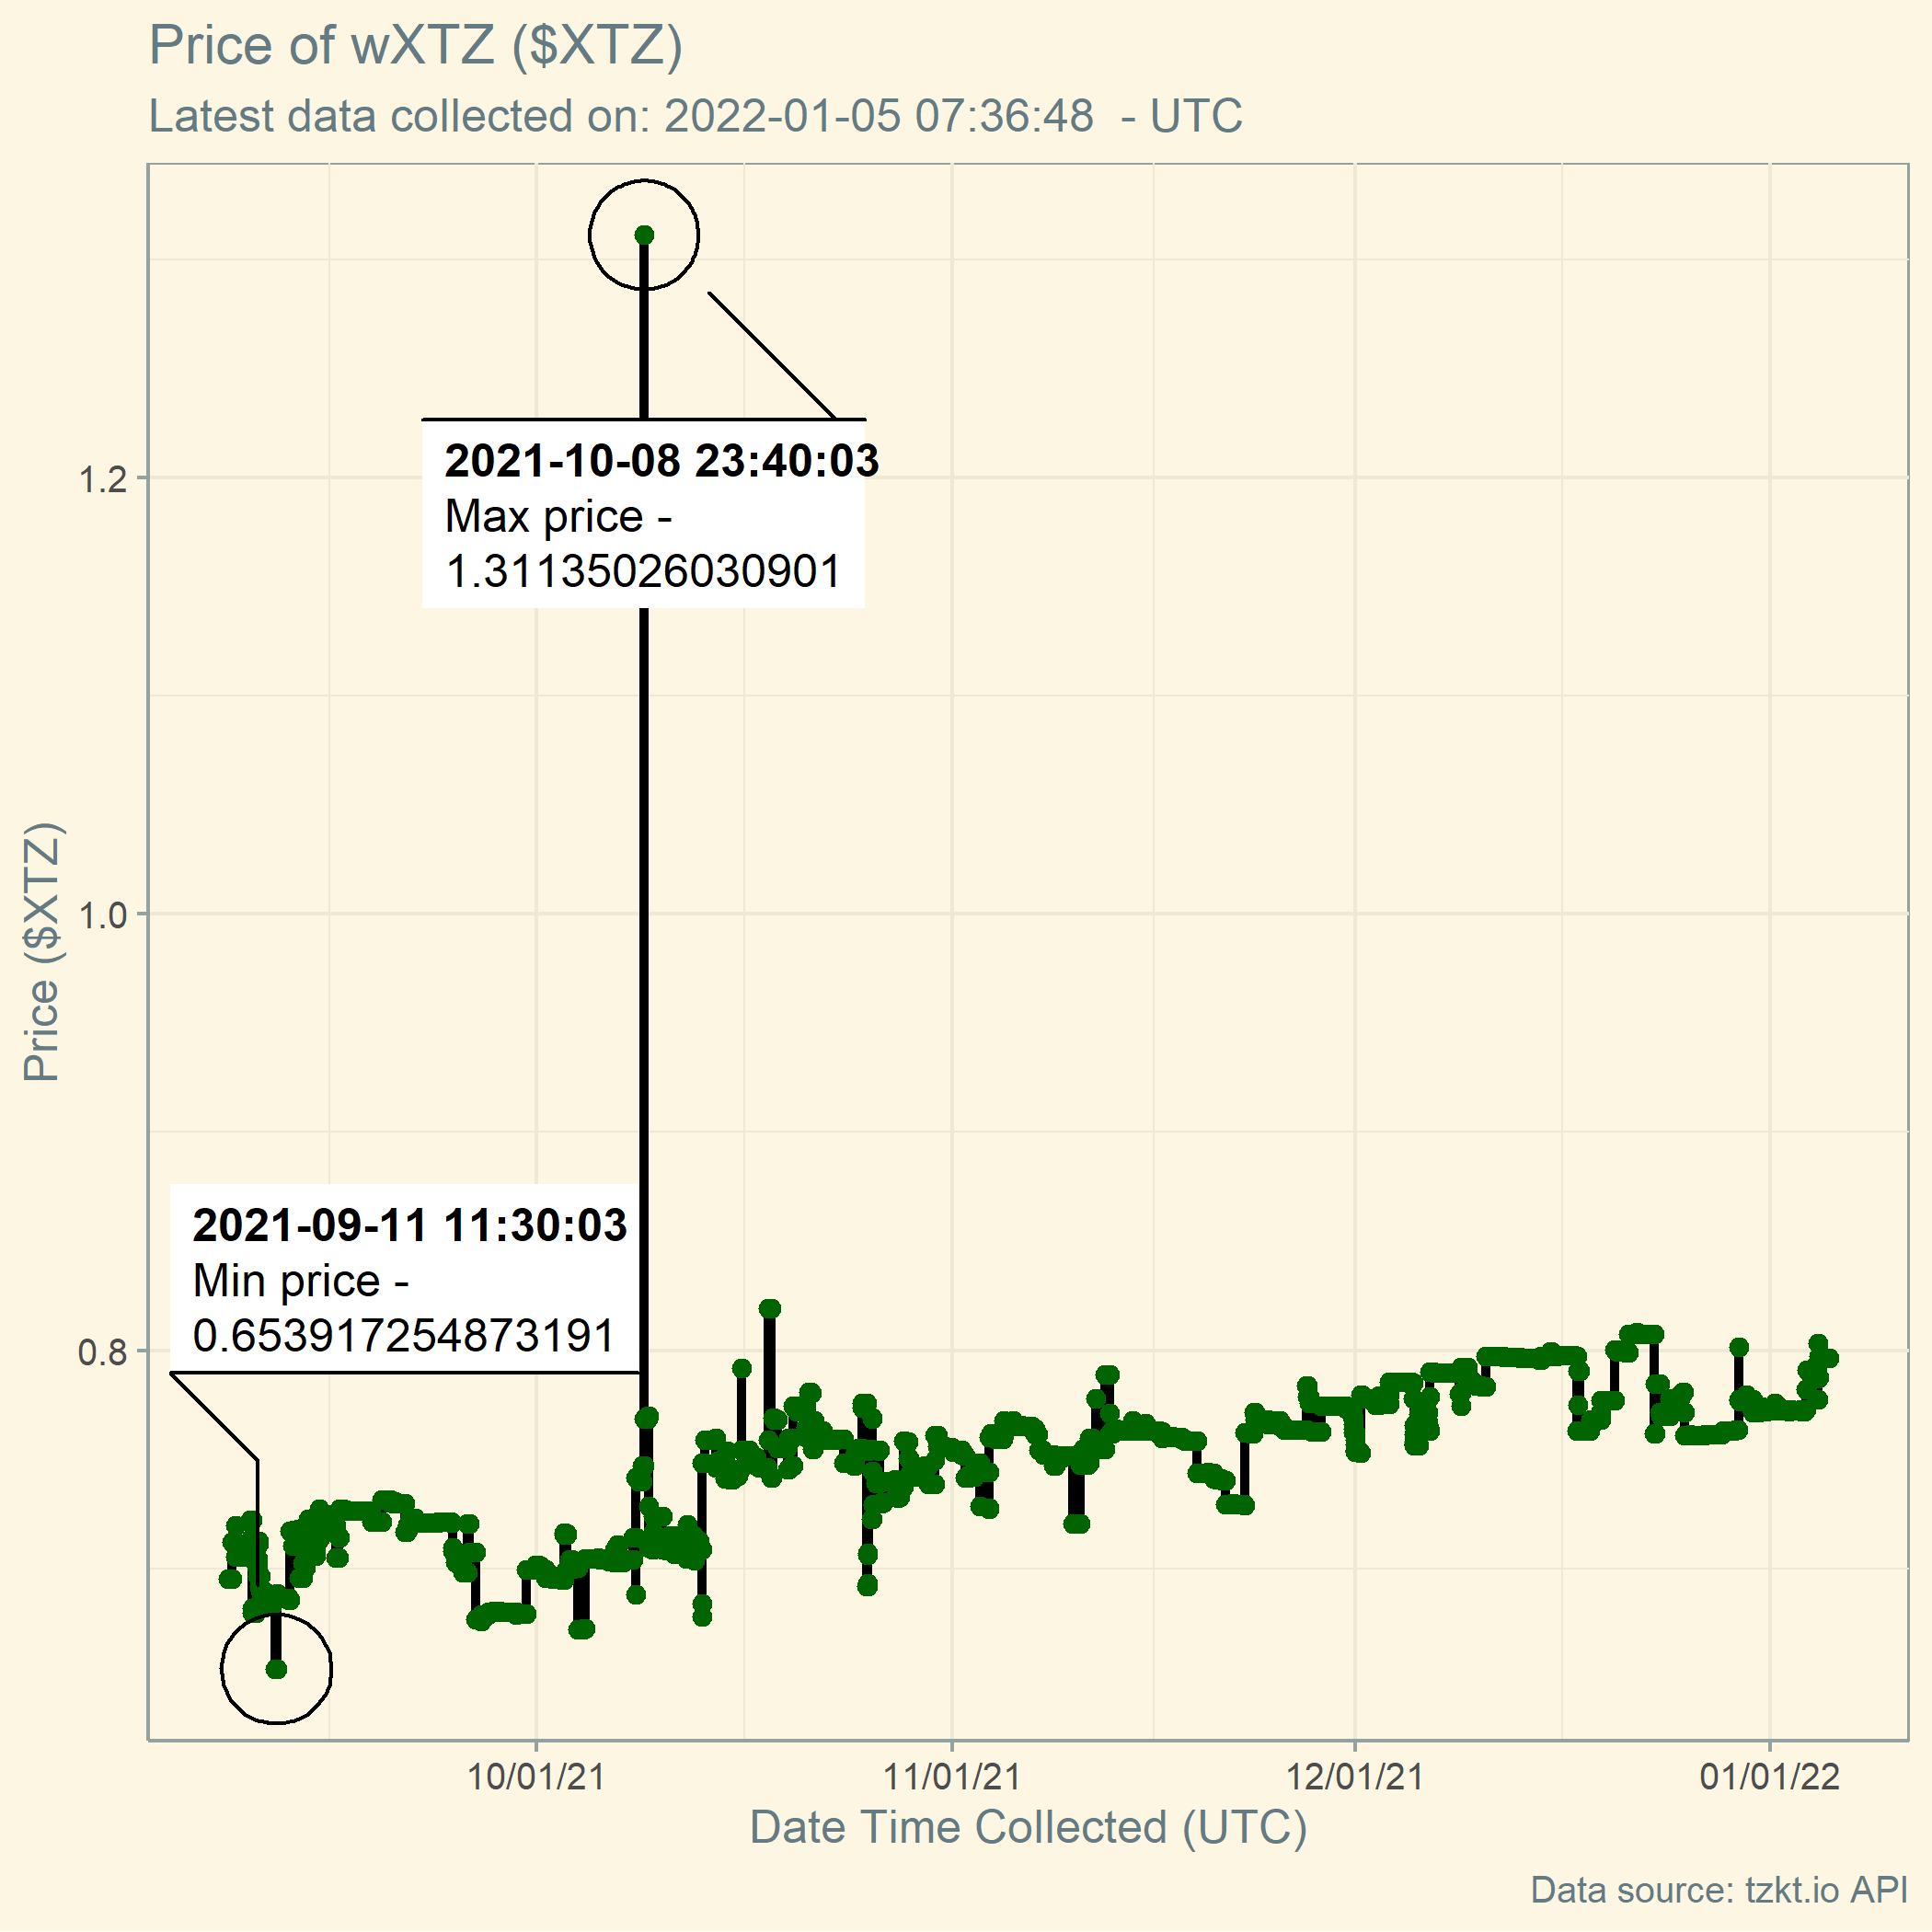 Price of wXTZ ($XTZ)
Latest data collected on: 2022-01-05 07:36:48  - UTC
2021-10-08 23:40:03
Max price -
1.31135026030901
1.2
1.0
Price ($XTZ)
2021-09-11 11:30:03
Min price -
0.653917254873191
0.8
10/01/21 11/01/21 12/01/21 01/01/22
Date Time Collected (UTC)
Data source: tzkt.io API